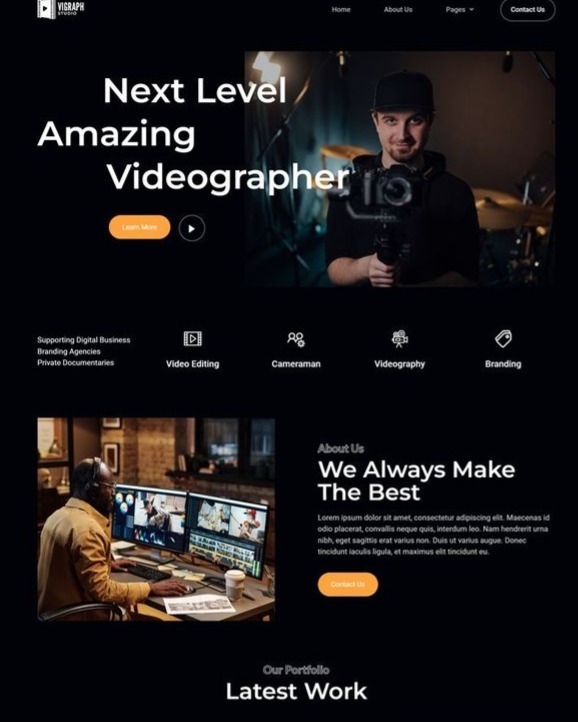 VIGRAPH
STUDIO
Home
About Us
Pages
Contact Us
Next Level
Amazing
Videographer
Learn More
Supporting Digital Business
Branding Agencies
Private Documentaries
Video Editing
Cameraman
Videography
Branding
About Us
We Always Make
The Best
Lorem ipsum dolor sit amet, consectetur adipiscing elit. Maecenas id
odio placerat, convallis neque quis, interdum leo. Nam hendrerit urna
nibh, eget sagittis erat varius non. Duis ut varius augue. Donec
tincidunt iaculis ligula, et maximus elit tincidunt eu.
Contact Us
Our Portfolio
Latest Work